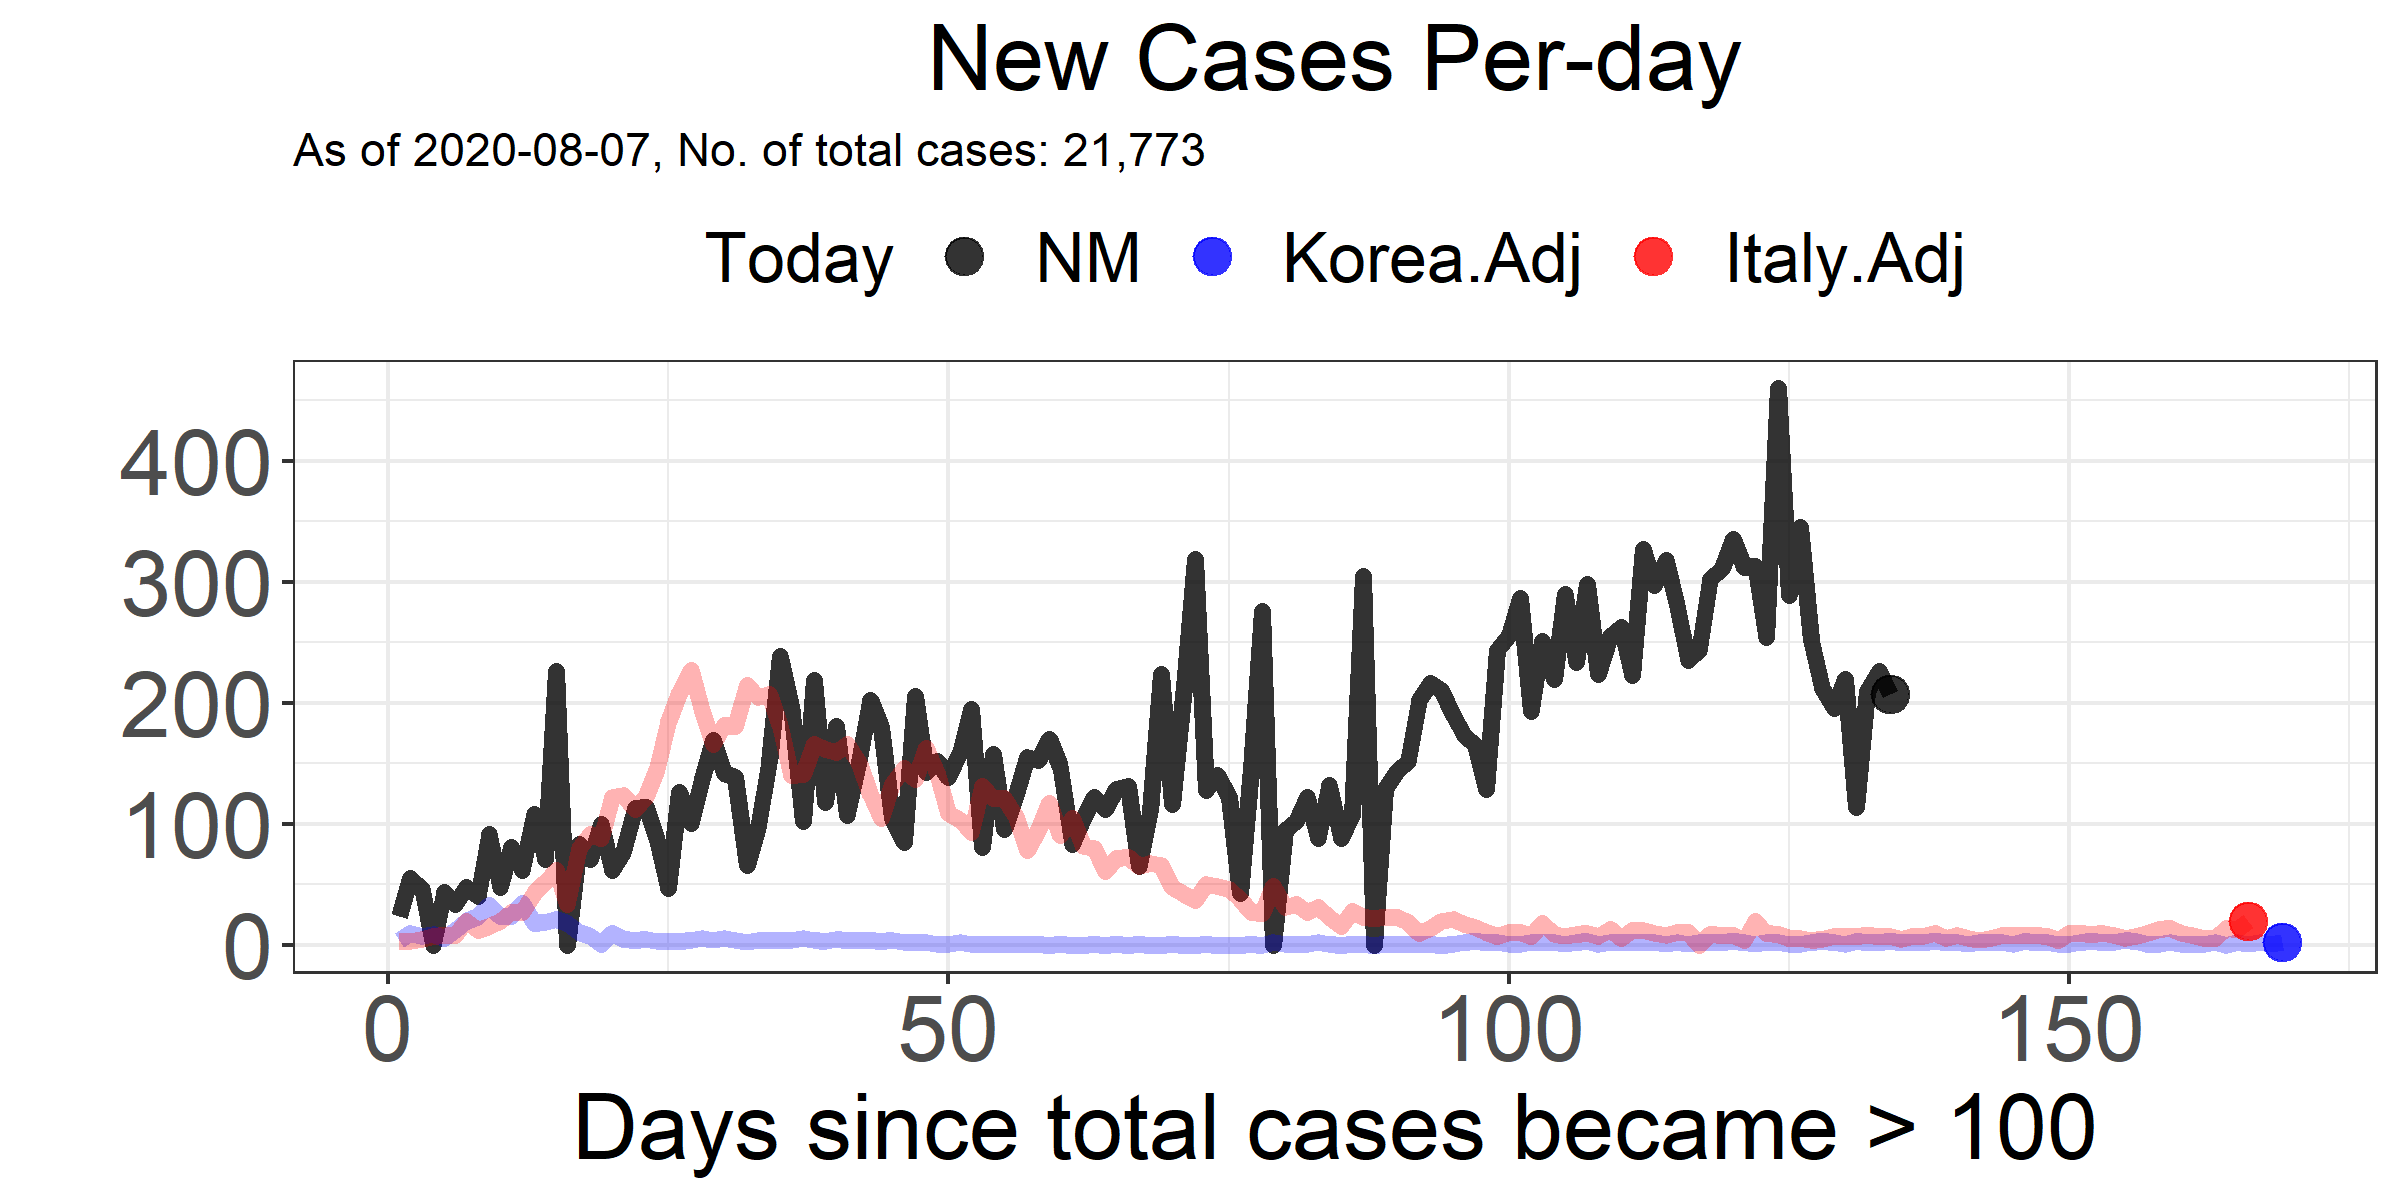 New Cases Per-day
As of 2020-08-07, No. of total cases: 21,773
Today NM Korea.Adj Italy.Adj
400
300
200
100
0
0 50 100 150
Days since total cases became > 100